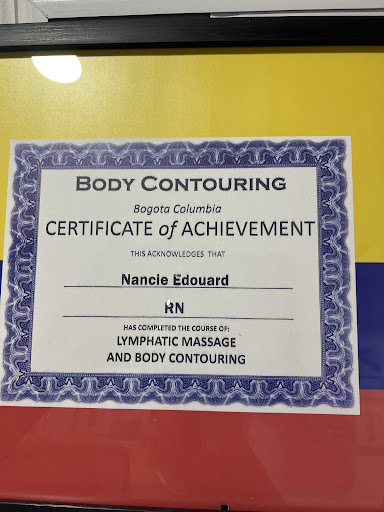 BODY CONTOURING
Bogota Columbia
CERTIFICATE of ACHIEVEMENT
THIS ACKNOWLEDGES THAT
Nancie Edouard
RN
HAS COMPLETED THE COURSE OF:
LYMPHATIC MASSAGE
AND BODY CONTOURING